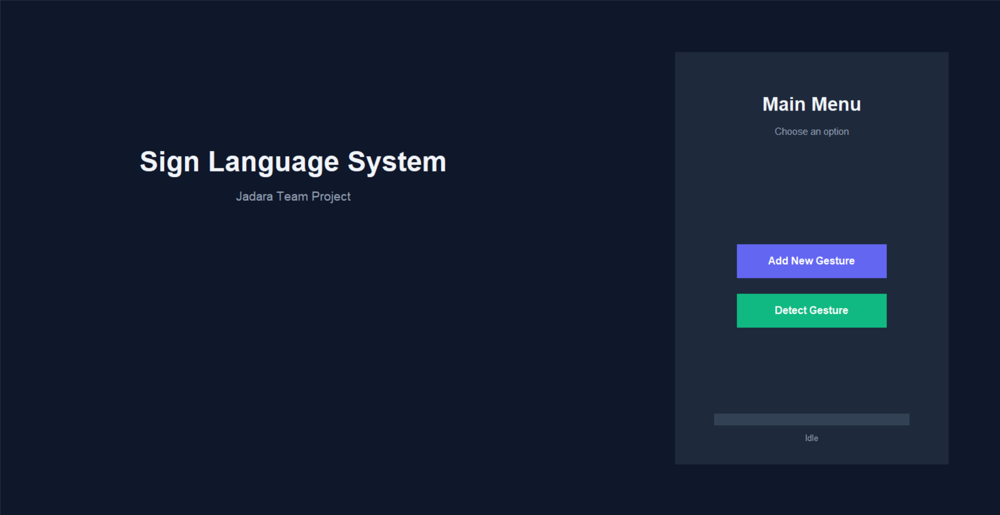 Sign Language System
Jadara Team Project
Main Menu
Choose an option
Add New Gesture
Detect Gesture
Idle